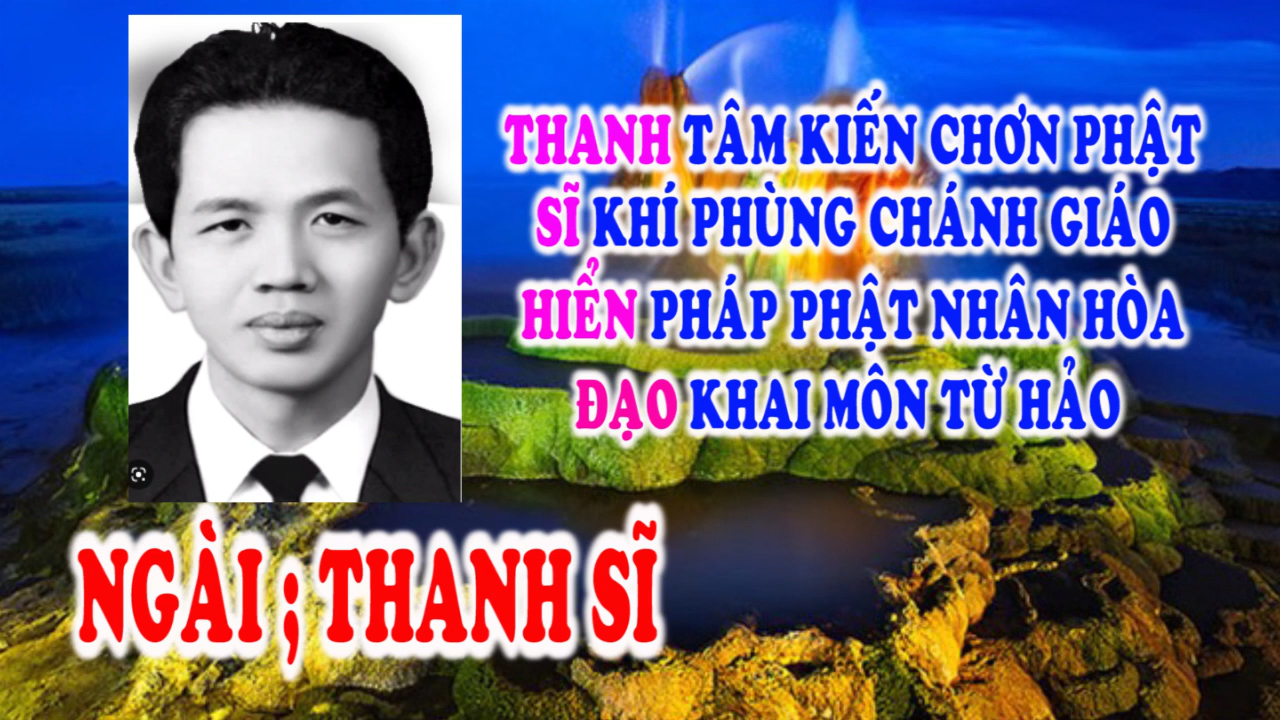 THANH TÂM KIẾN CHƠN PHẬT
SĨ KHÍ PHÙNG CHÁNH GIÁO
HIỂN PHÁP PHẬT NHÂN HÒA
ĐẠO KHAI MÔN TỪ HẢO
NGÀI ; THANH SĨ